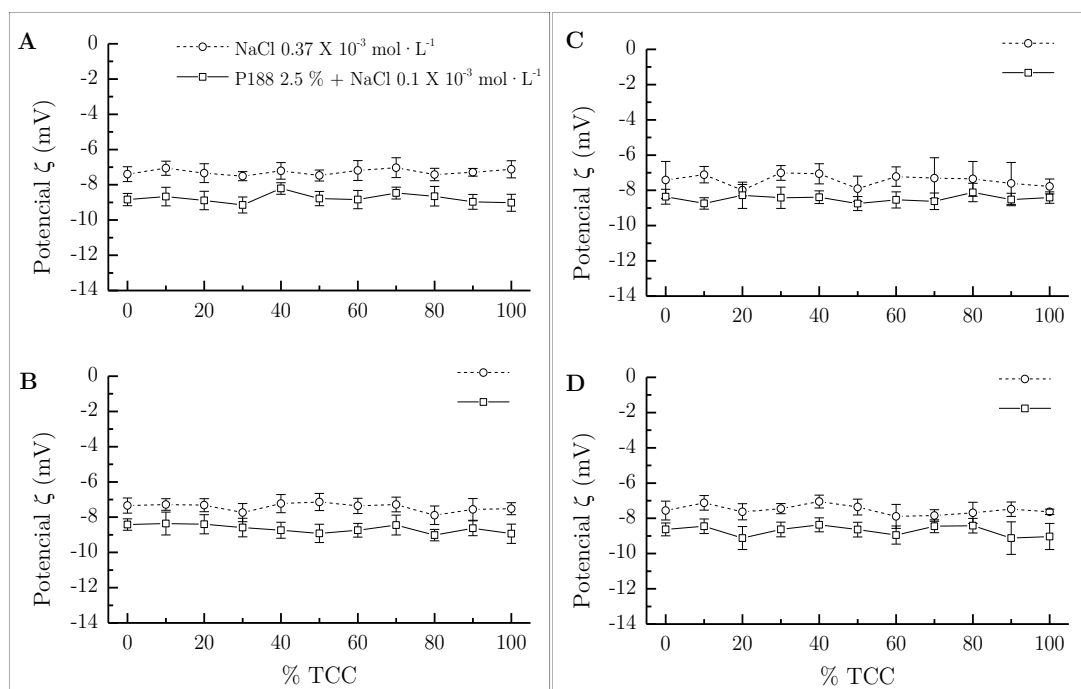 A
NaCl 0.37 X 10⁻³ mol · L⁻¹
P188 2.5 % + NaCl 0.1 X 10⁻³ mol · L⁻¹
Potencial ζ (mV)
0
-2
-4
-6
-8
-10
-12
-14
0 20 40 60 80 100
B
Potencial ζ (mV)
0
-2
-4
-6
-8
-10
-12
-14
0 20 40 60 80 100
% TCC
C
Potencial ζ (mV)
0
-2
-4
-6
-8
-10
-12
-14
0 20 40 60 80 100
D
Potencial ζ (mV)
0
-2
-4
-6
-8
-10
-12
-14
0 20 40 60 80 100
% TCC